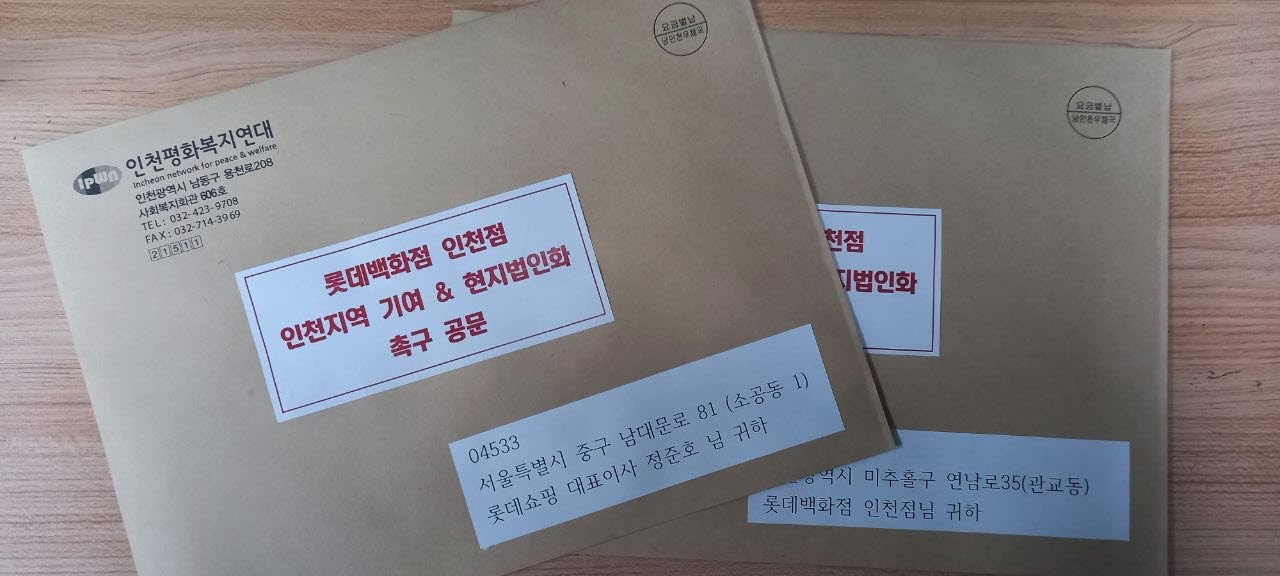 요금별납
남인천우체국
ipwn
인천평화복지연대
Incheon network for peace & welfare
인천광역시 남동구 용천로208
사회복지회관 606호
TEL : 032-423-9708
FAX : 032-714-3969
21511
롯데백화점 인천점
인천지역 기여 & 현지법인화
촉구 공문
04533
서울특별시 중구 남대문로 81 (소공동 1)
롯데쇼핑 대표이사 정준호 님 귀하
요금별납
남인천우체국
천점
지법인화
광역시 미추홀구 연남로35(관교동)
롯데백화점 인천점님 귀하